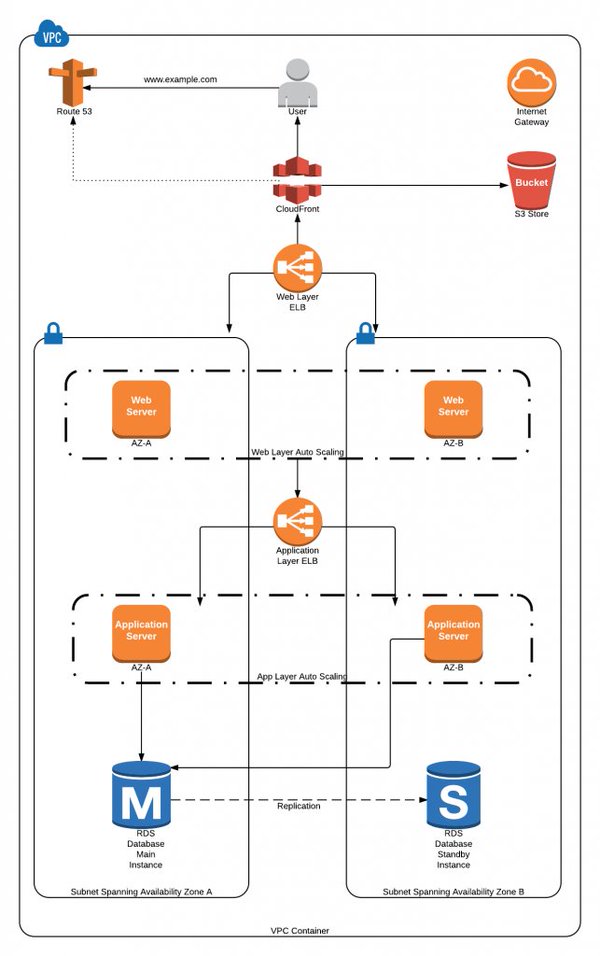 VPC
www.example.com
Route 53
User
Internet
Gateway
CloudFront
Bucket
S3 Store
Web Layer
ELB
Web
Server
AZ-A
Web
Server
AZ-B
Web Layer Auto Scaling
Application
Layer ELB
Application
Server
AZ-A
Application
Server
AZ-B
App Layer Auto Scaling
M
S
Replication
RDS
Database
Main
Instance
RDS
Database
Standby
Instance
Subnet Spanning Availability Zone A
Subnet Spanning Availability Zone B
VPC Container